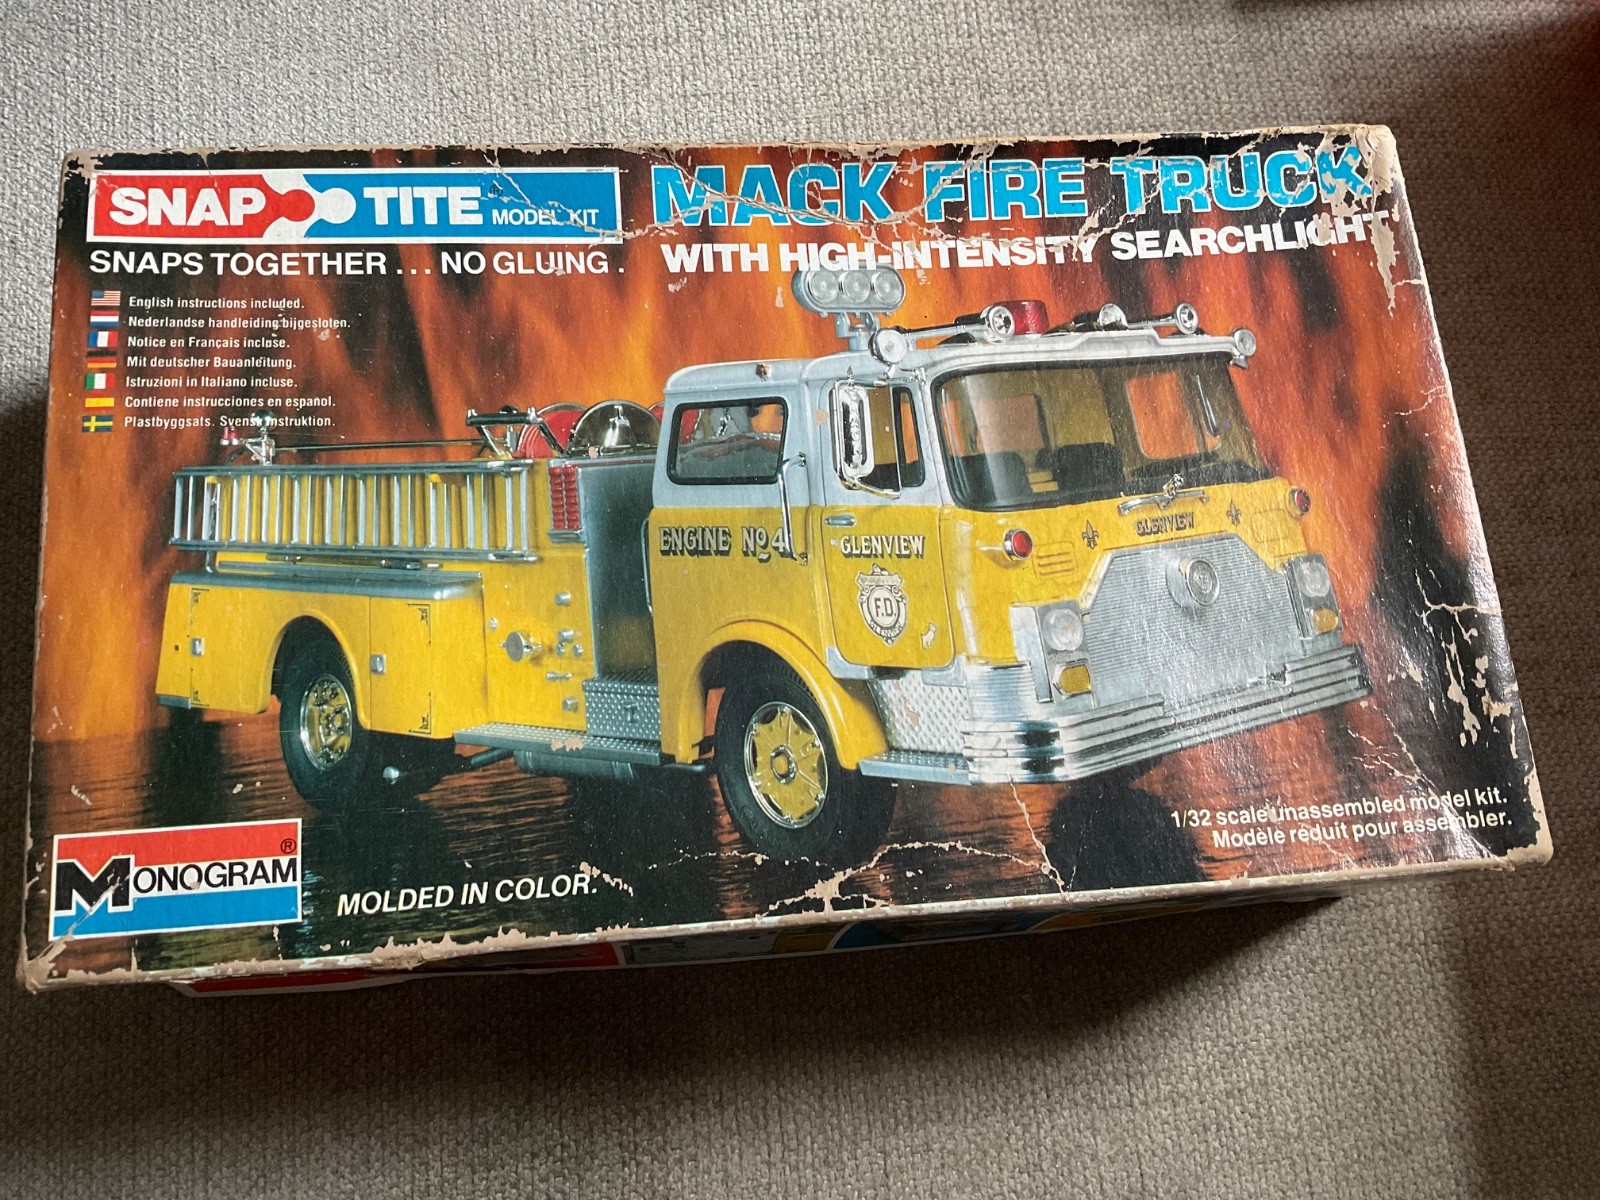 SNAP TITE® MODEL KIT
SNAPS TOGETHER ... NO GLUING.
MACK FIRE TRUCK
WITH HIGH-INTENSITY SEARCHLIGHT
English instructions included.
Nederlandse handleiding bijgesloten.
Notice en Français incluse.
Mit deutscher Bauanleitung.
Istruzioni in Italiano incluse.
Contiene instrucciones en español.
Plastbyggsats. Svensk instruktion.
ENGINE No 4
GLENVIEW
F.D.
GLENVIEW
1/32 scale unassembled model kit.
Modèle réduit pour assembler.
MONOGRAM®
MOLDED IN COLOR.